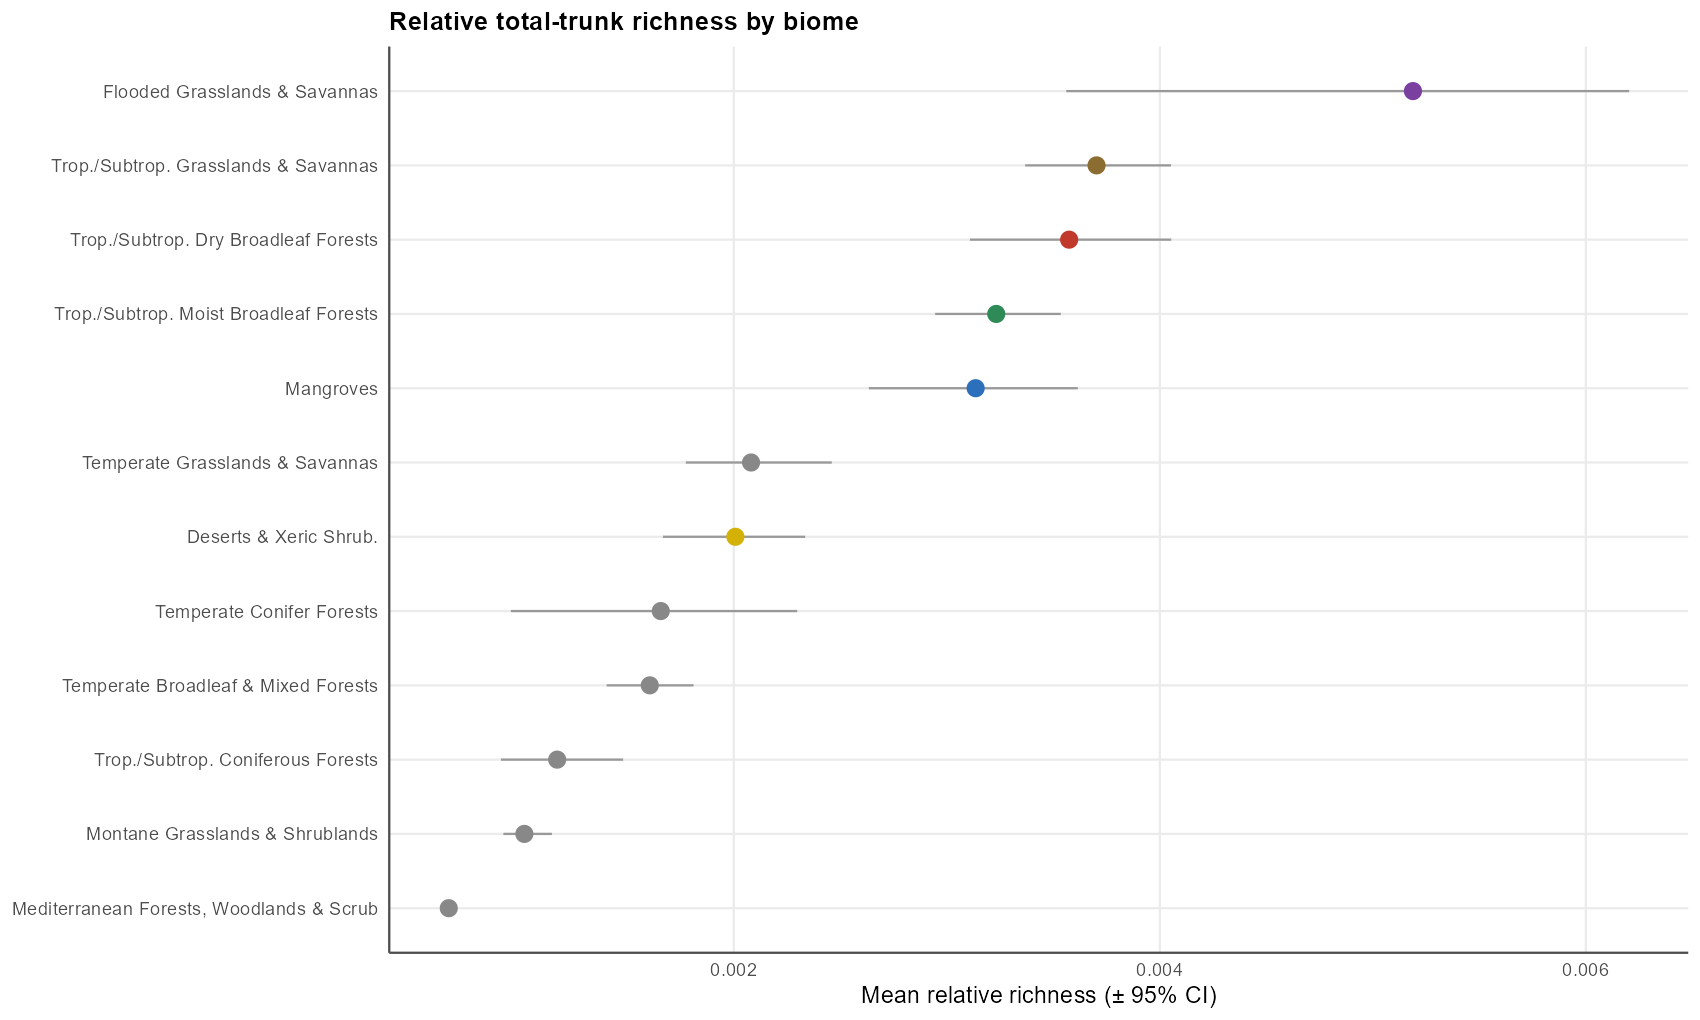 Relative total-trunk richness by biome
Flooded Grasslands & Savannas
Trop./Subtrop. Grasslands & Savannas
Trop./Subtrop. Dry Broadleaf Forests
Trop./Subtrop. Moist Broadleaf Forests
Mangroves
Temperate Grasslands & Savannas
Deserts & Xeric Shrub.
Temperate Conifer Forests
Temperate Broadleaf & Mixed Forests
Trop./Subtrop. Coniferous Forests
Montane Grasslands & Shrublands
Mediterranean Forests, Woodlands & Scrub
0.002 0.004 0.006
Mean relative richness (± 95% CI)